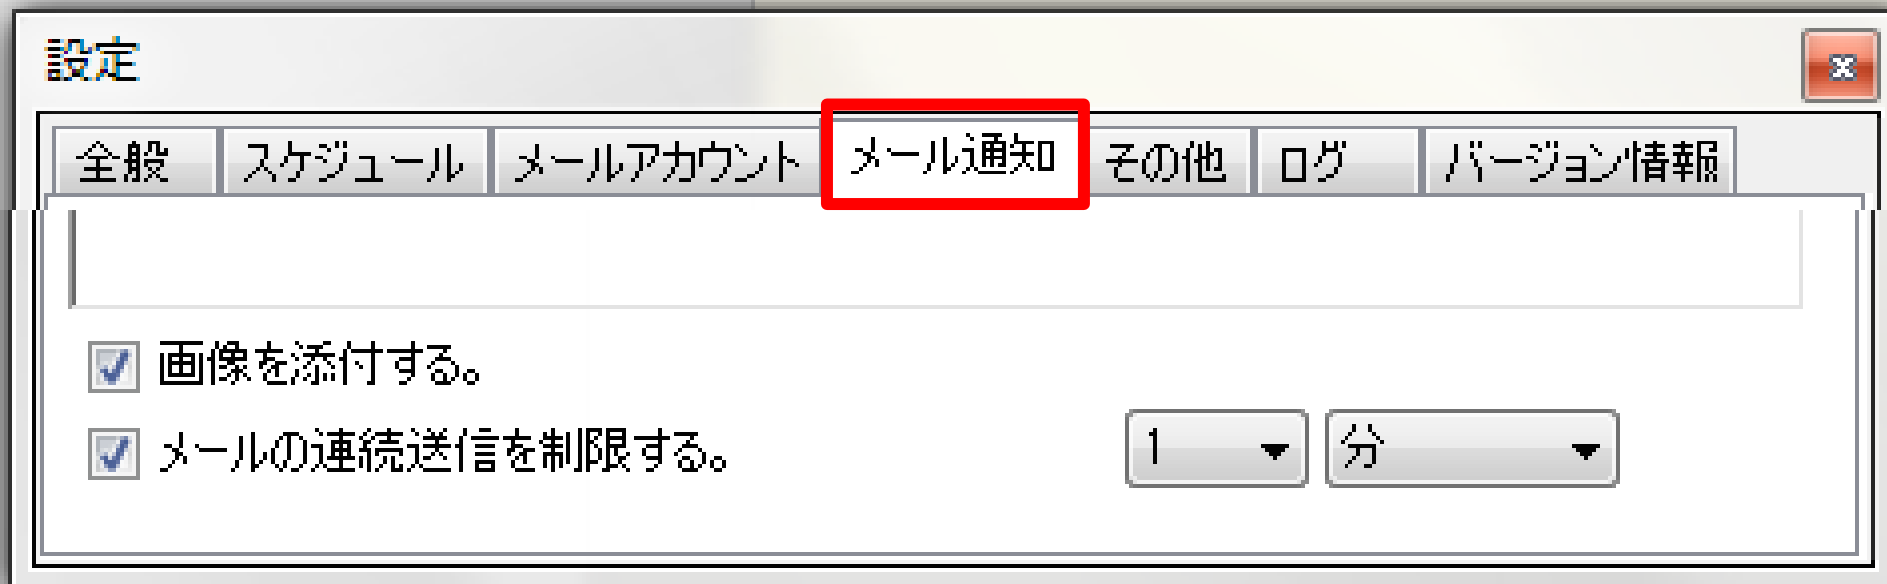 設定
全般 スケジュール メールアカウント メール通知 その他 ログ バージョン情報
画像を添付する。
メールの連続送信を制限する。 1 分